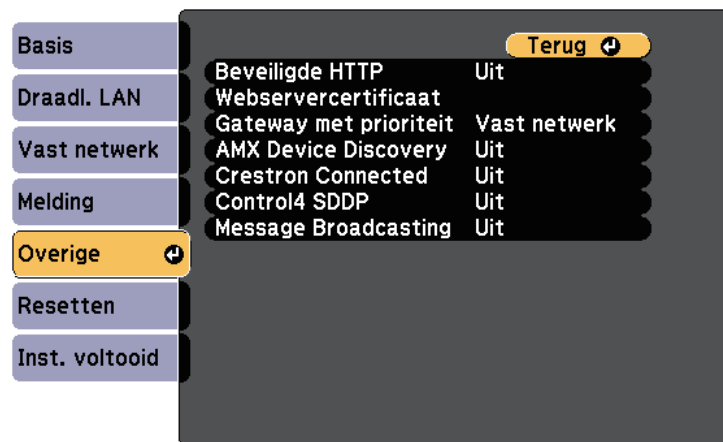 Basis
Draadl. LAN
Vast netwerk
Melding
Overige
Resetten
Inst. voltooid
Terug
Beveiligde HTTP Uit
Webservercertificaat
Gateway met prioriteit Vast netwerk
AMX Device Discovery Uit
Crestron Connected Uit
Control4 SDDP Uit
Message Broadcasting Uit